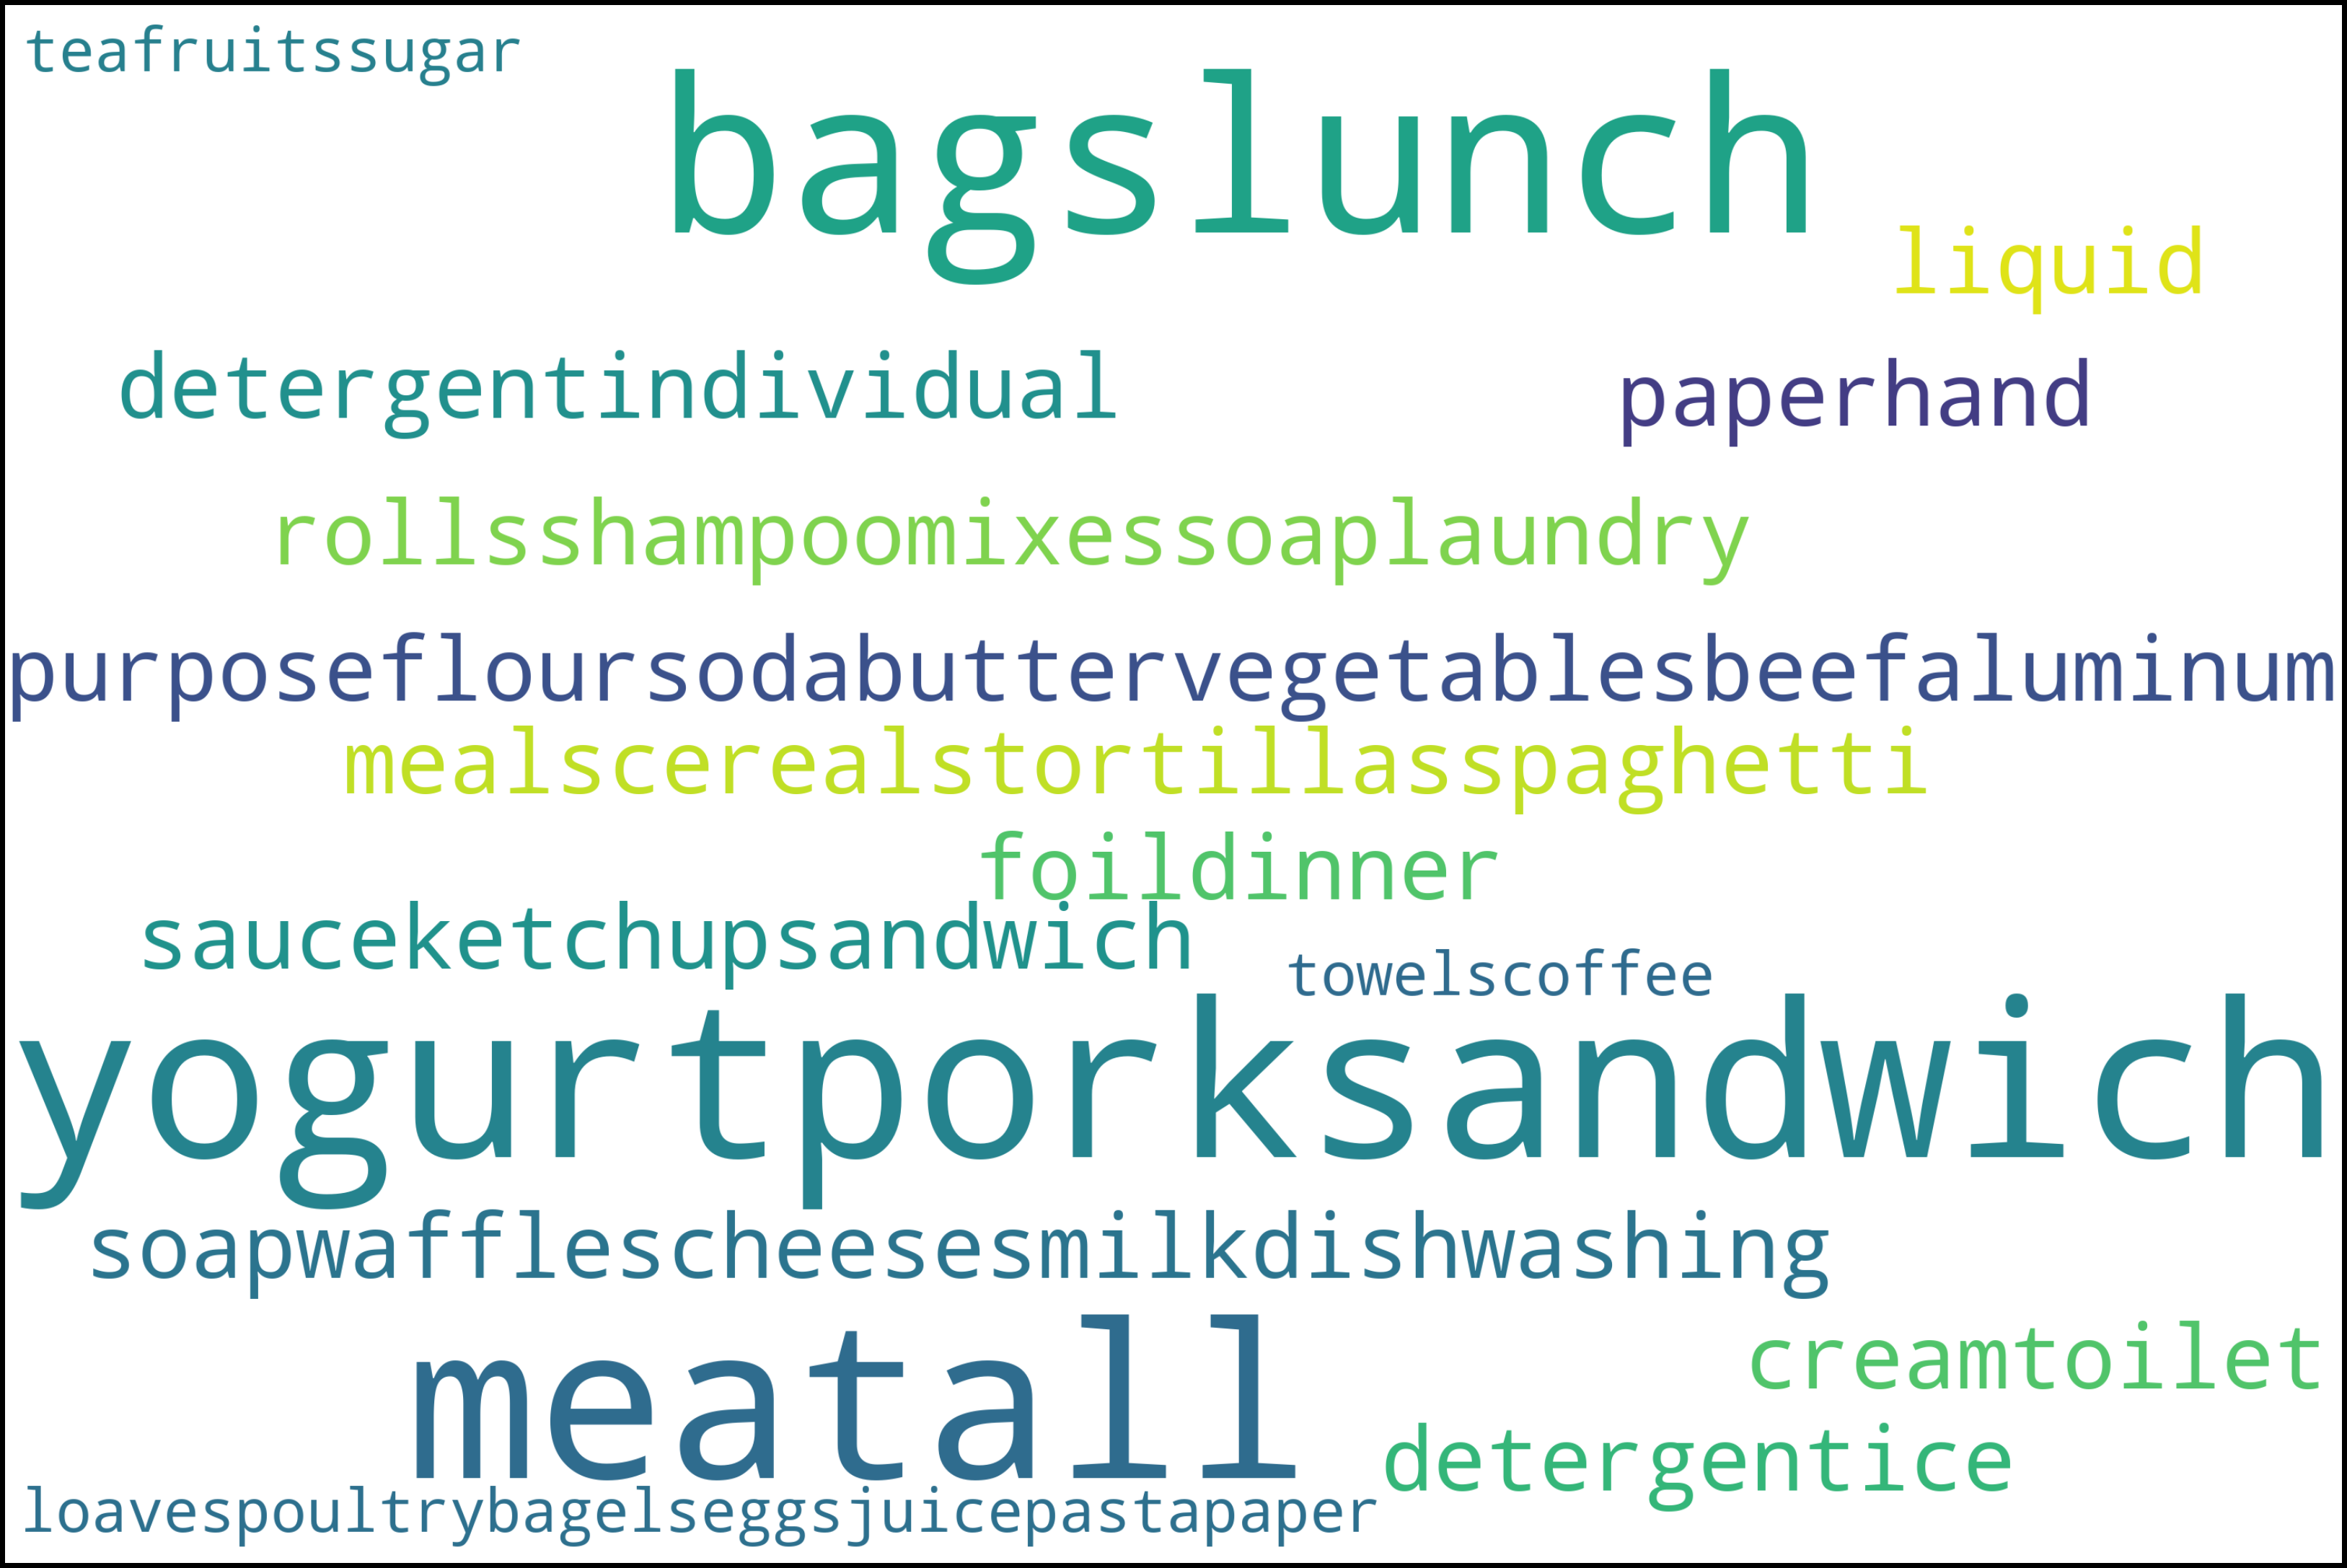 teafruitssugar
bagslunch
liquid
detergentindividual
paperhand
rollsshampoomixessoaplaundry
purposefloursodabuttervegetablesbeefaluminum
mealscerealstortillasspaghetti
foildinner
sauceketchupsandwich
towelscoffee
yogurtporksandwich
soapwafflescheesesmilkdishwashing
meatall
creamtoilet
detergentice
loavespoultrybagelseggsjuicepastapaper